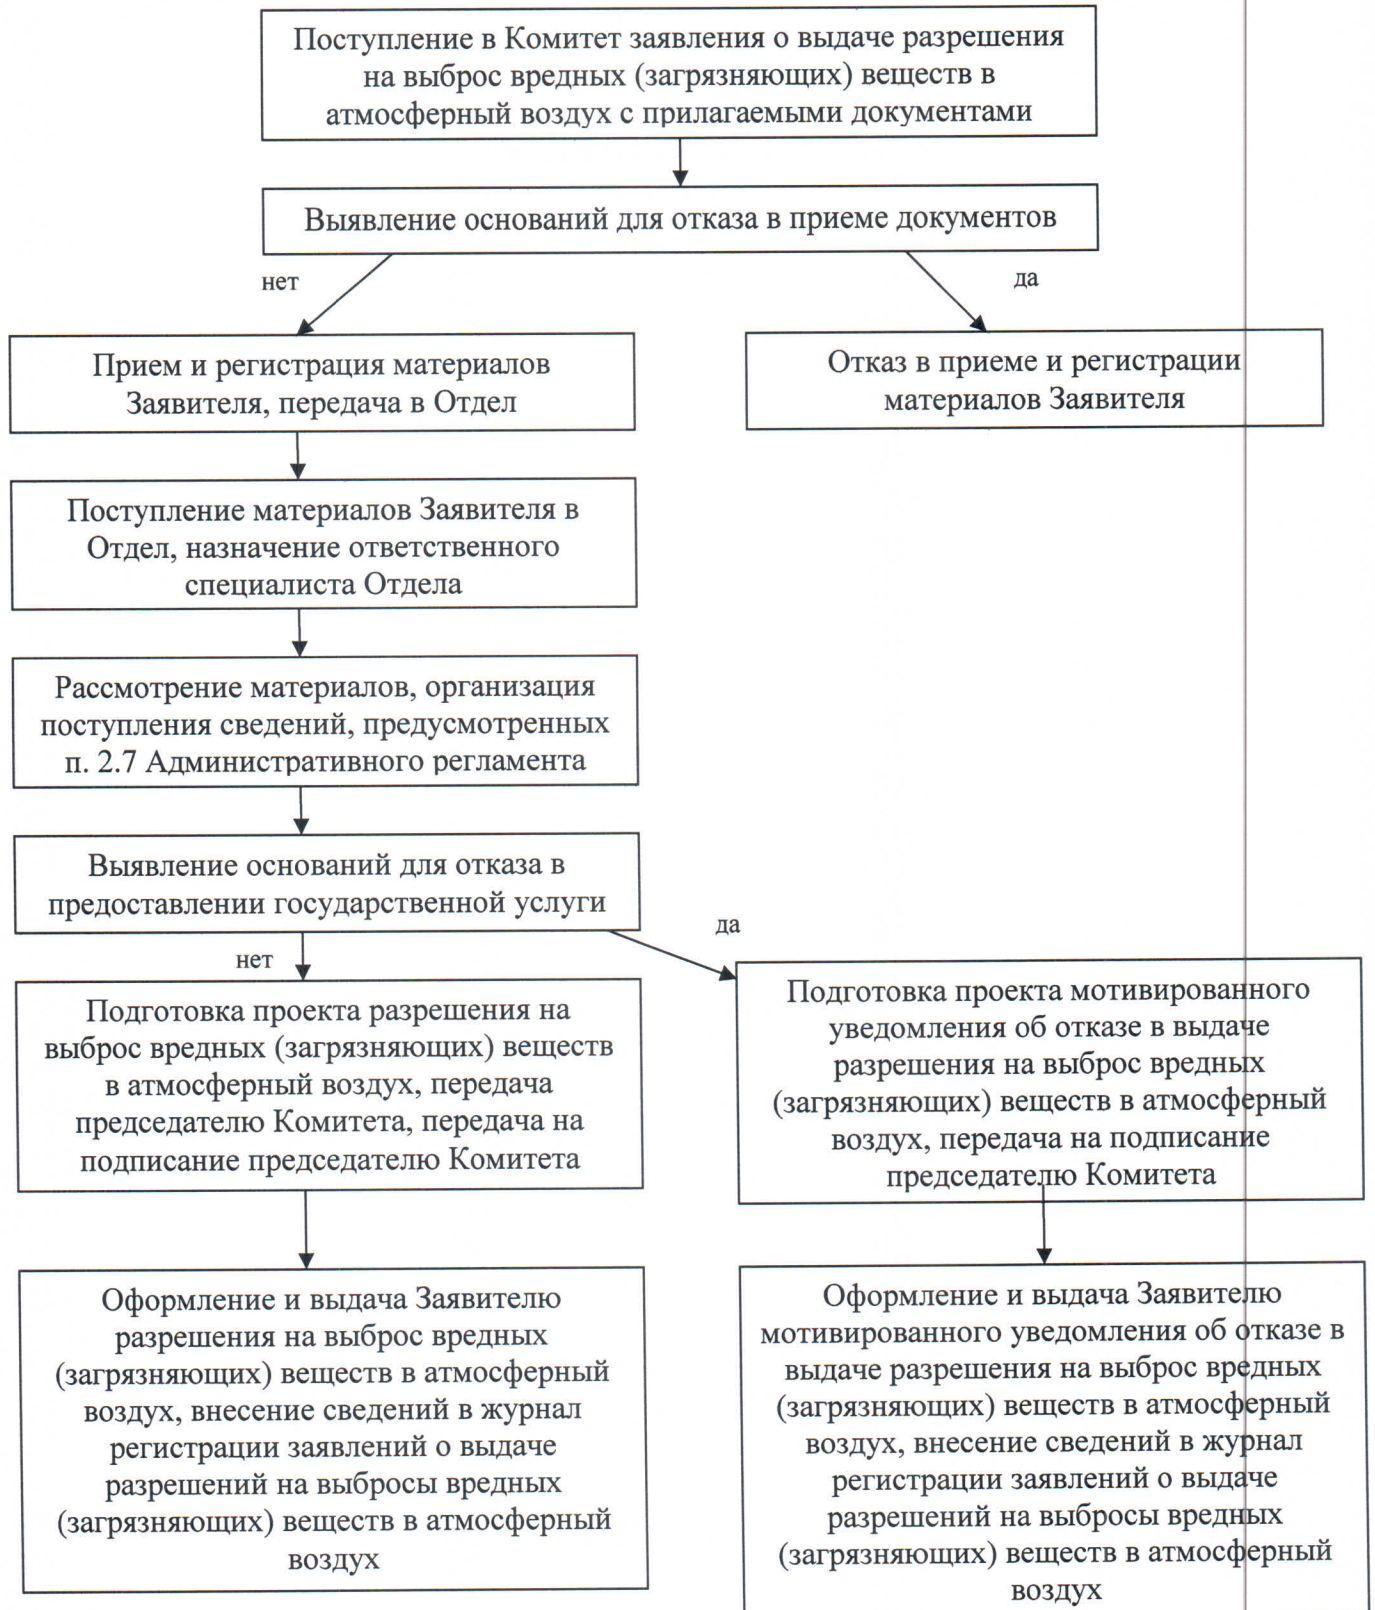 Поступление в Комитет заявления о выдаче разрешения
на выброс вредных (загрязняющих) веществ в
атмосферный воздух с прилагаемыми документами
Выявление оснований для отказа в приеме документов
нет
да
Прием и регистрация материалов
Заявителя, передача в Отдел
Отказ в приеме и регистрации
материалов Заявителя
Поступление материалов Заявителя в
Отдел, назначение ответственного
специалиста Отдела
Рассмотрение материалов, организация
поступления сведений, предусмотренных
п. 2.7 Административного регламента
Выявление оснований для отказа в
предоставлении государственной услуги
да
нет
Подготовка проекта разрешения на
выброс вредных (загрязняющих) веществ
в атмосферный воздух, передача
председателю Комитета, передача на
подписание председателю Комитета
Подготовка проекта мотивированного
уведомления об отказе в выдаче
разрешения на выброс вредных
(загрязняющих) веществ в атмосферный
воздух, передача на подписание
председателю Комитета
Оформление и выдача Заявителю
разрешения на выброс вредных
(загрязняющих) веществ в атмосферный
воздух, внесение сведений в журнал
регистрации заявлений о выдаче
разрешений на выбросы вредных
(загрязняющих) веществ в атмосферный
воздух
Оформление и выдача Заявителю
мотивированного уведомления об отказе в
выдаче разрешения на выброс вредных
(загрязняющих) веществ в атмосферный
воздух, внесение сведений в журнал
регистрации заявлений о выдаче
разрешений на выбросы вредных
(загрязняющих) веществ в атмосферный
воздух